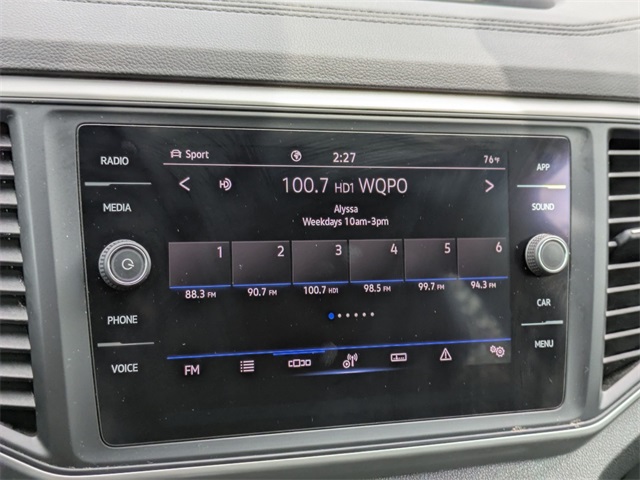 RADIO
MEDIA
PHONE
VOICE
Sport 2:27 76°F
< 100.7 HD1 WQPO >
Alyssa
Weekdays 10am-3pm
1 2 3 4 5 6
88.3 FM 90.7 FM 100.7 HD1 98.5 FM 99.7 FM 94.3 FM
FM
APP
SOUND
CAR
MENU